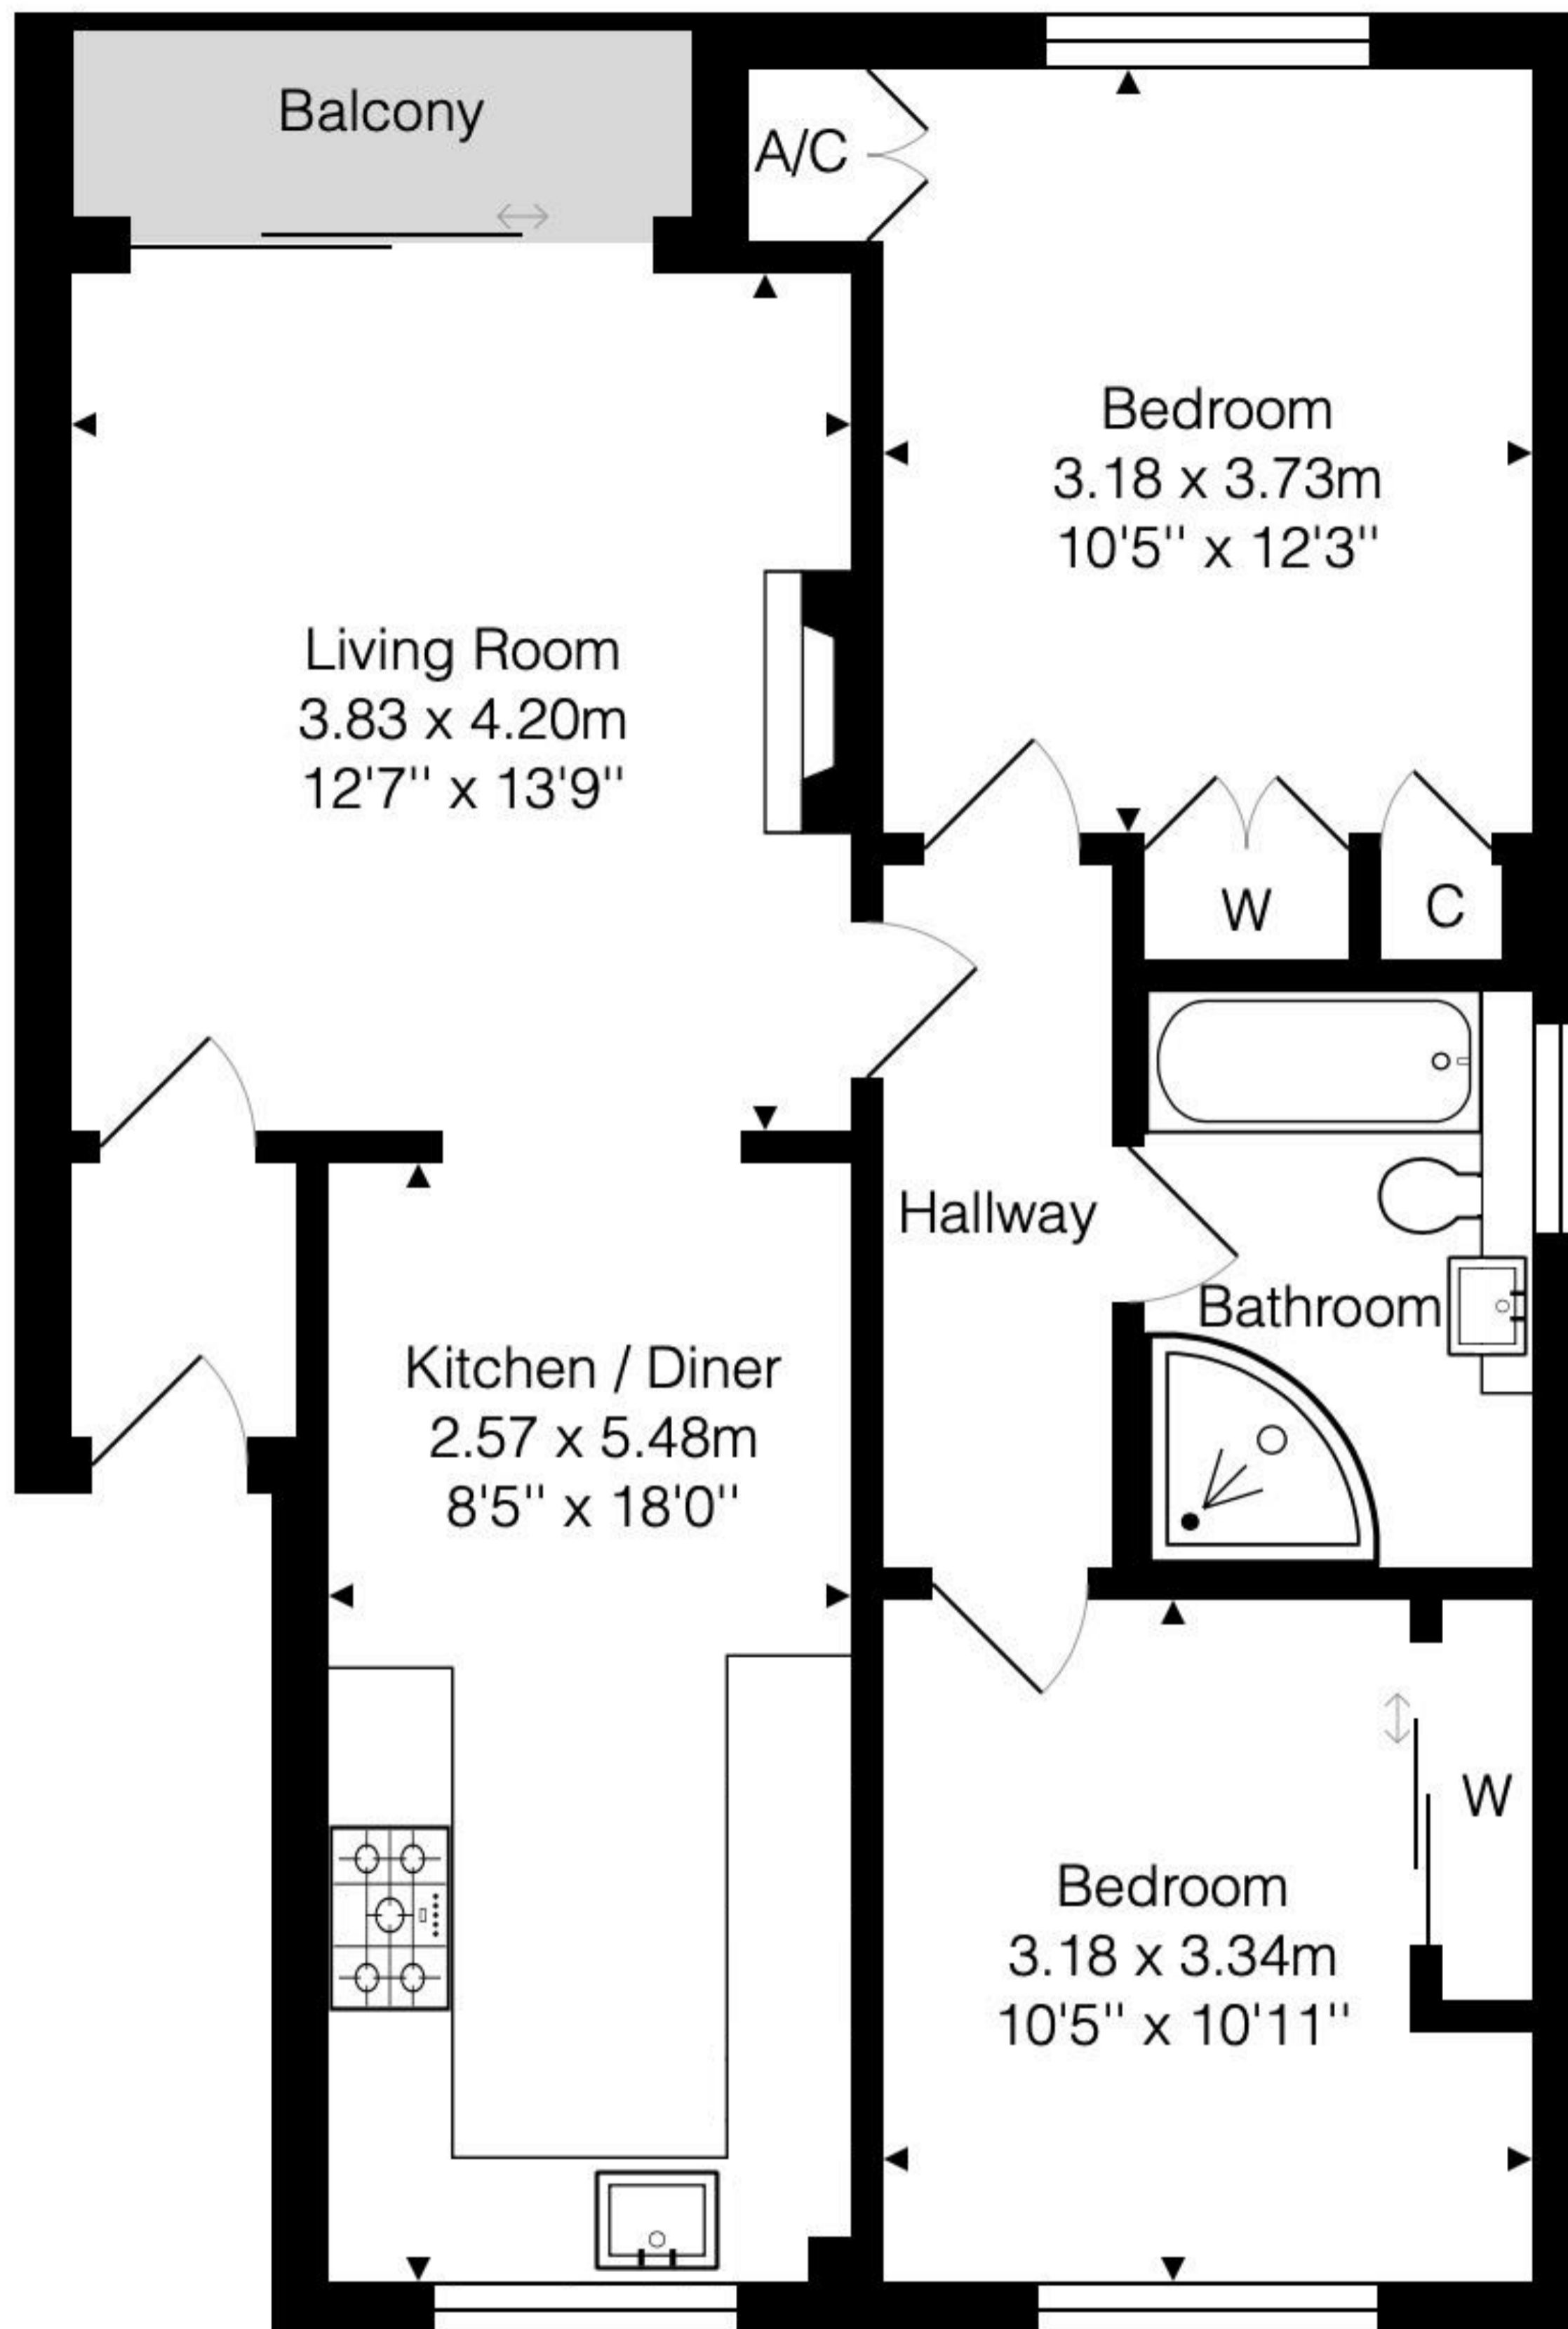 Balcony
A/C
Bedroom
3.18 x 3.73m
10'5'' x 12'3''
Living Room
3.83 x 4.20m
12'7'' x 13'9''
W
C
Hallway
Bathroom
Kitchen / Diner
2.57 x 5.48m
8'5'' x 18'0''
W
Bedroom
3.18 x 3.34m
10'5'' x 10'11''